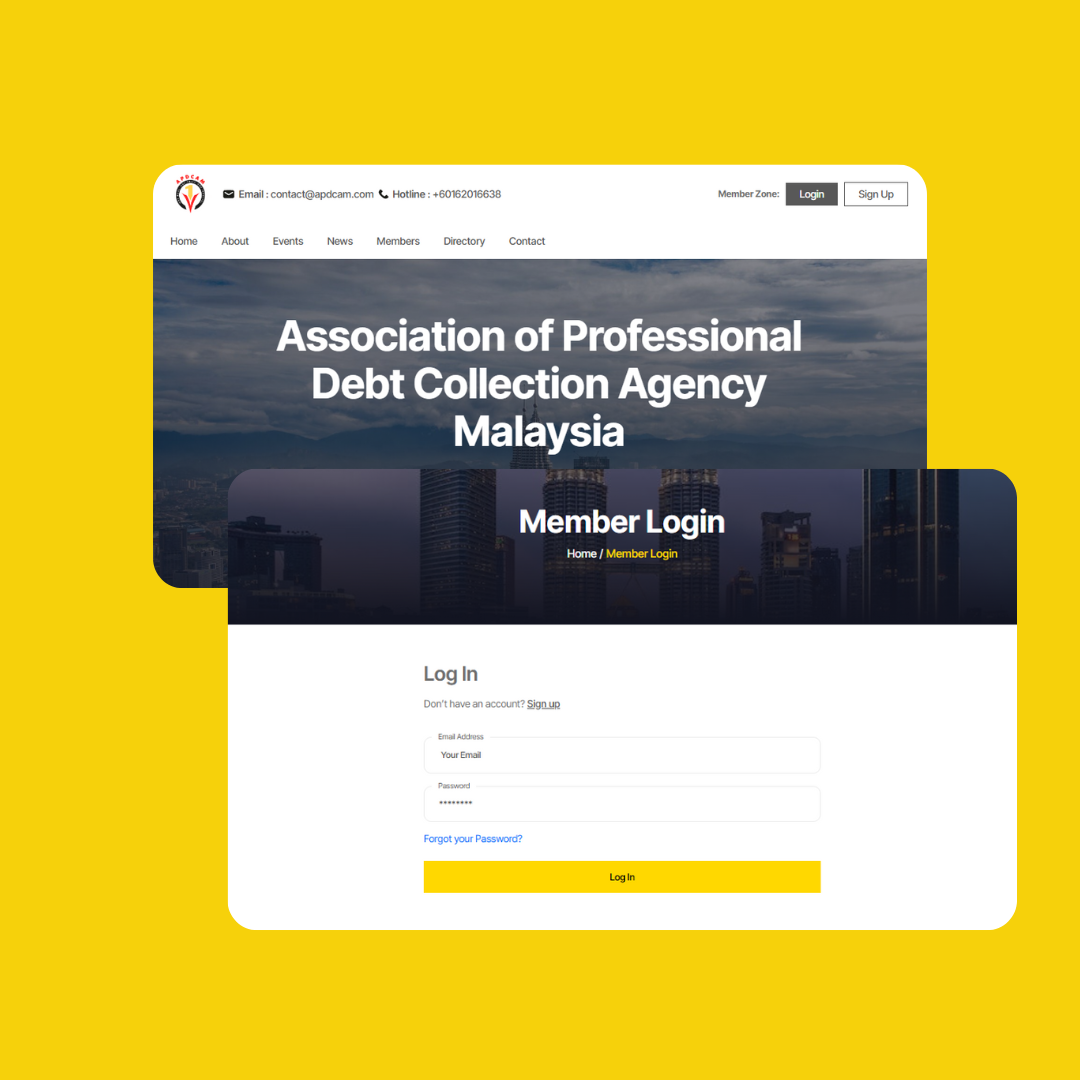 APDCAM
Email : contact@apdcam.com Hotline : +60162016638
Member Zone: Login Sign Up
Home About Events News Members Directory Contact
Association of Professional
Debt Collection Agency
Malaysia
Member Login
Home / Member Login
Log In
Don't have an account? Sign up
Email Address
Your Email
Password
********
Forgot your Password?
Log In